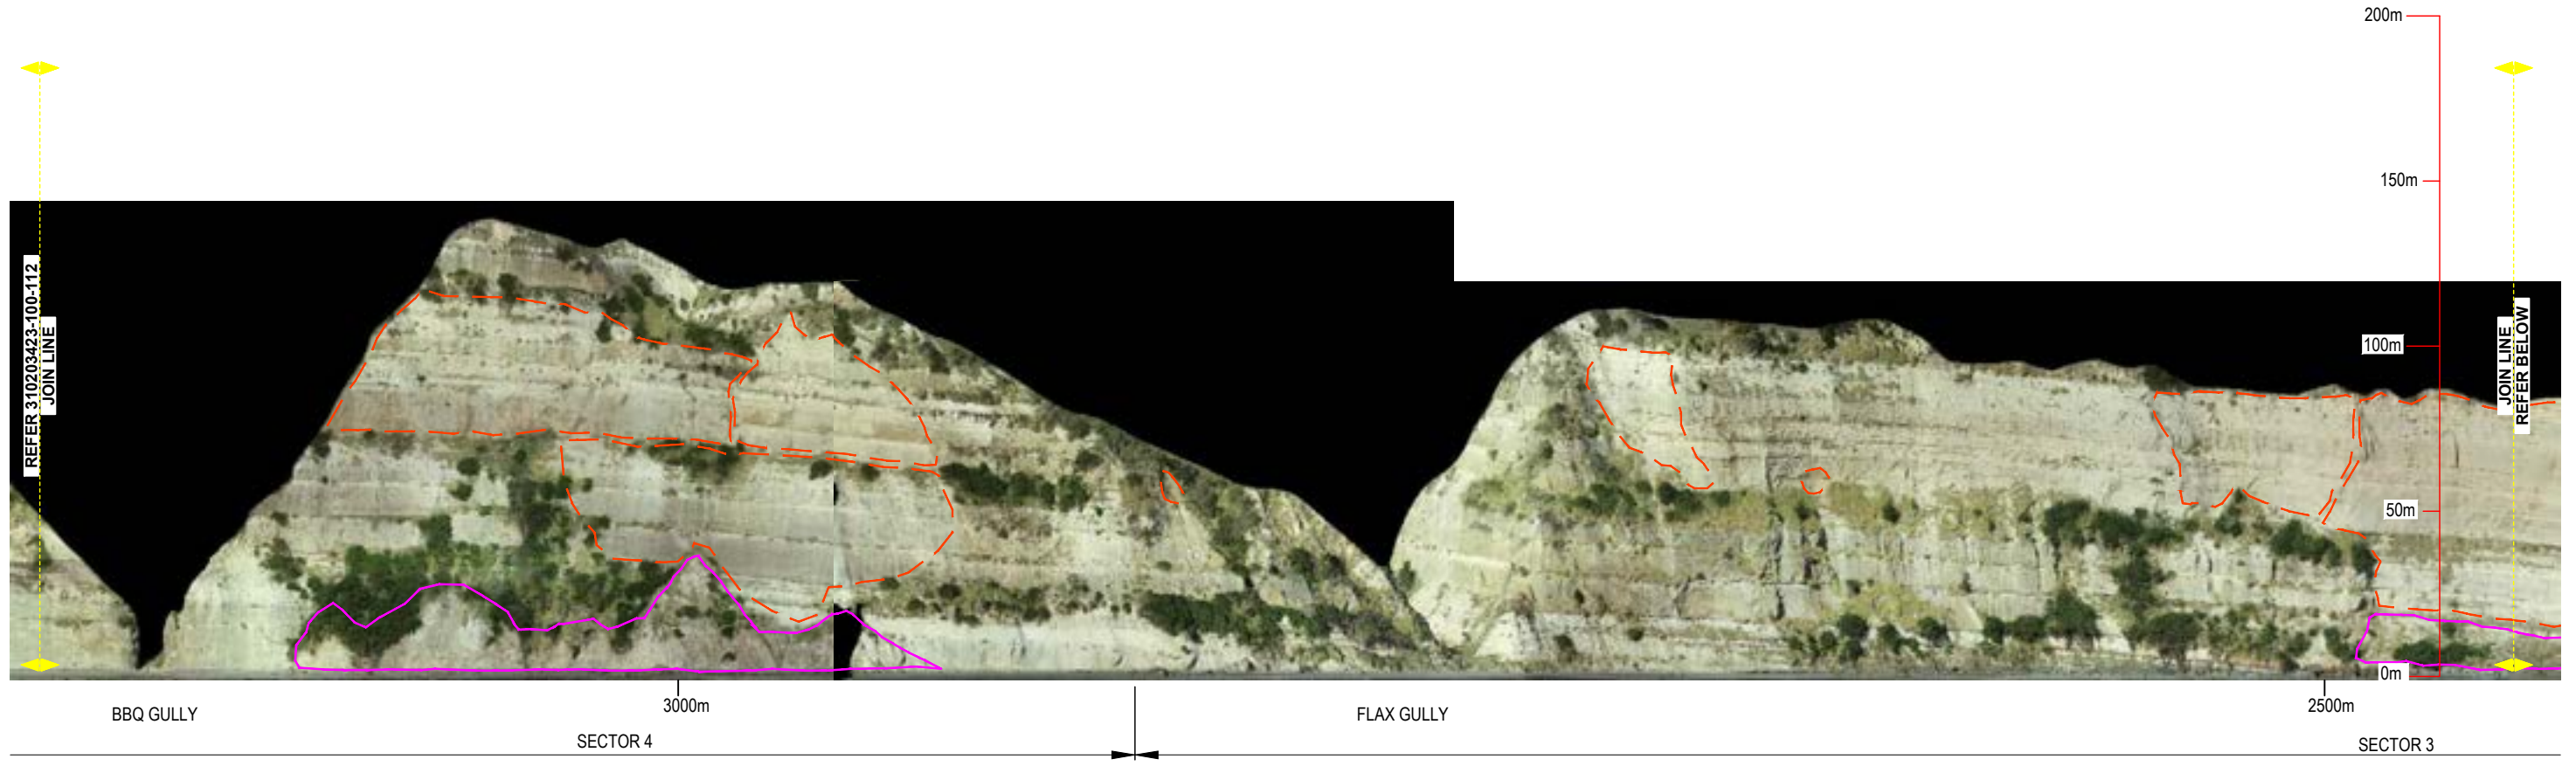 200m
150m
100m
50m
0m
REFER 310203423-100-112
JOIN LINE
JOIN LINE
REFER BELOW
3000m
2500m
BBQ GULLY
FLAX GULLY
SECTOR 4
SECTOR 3